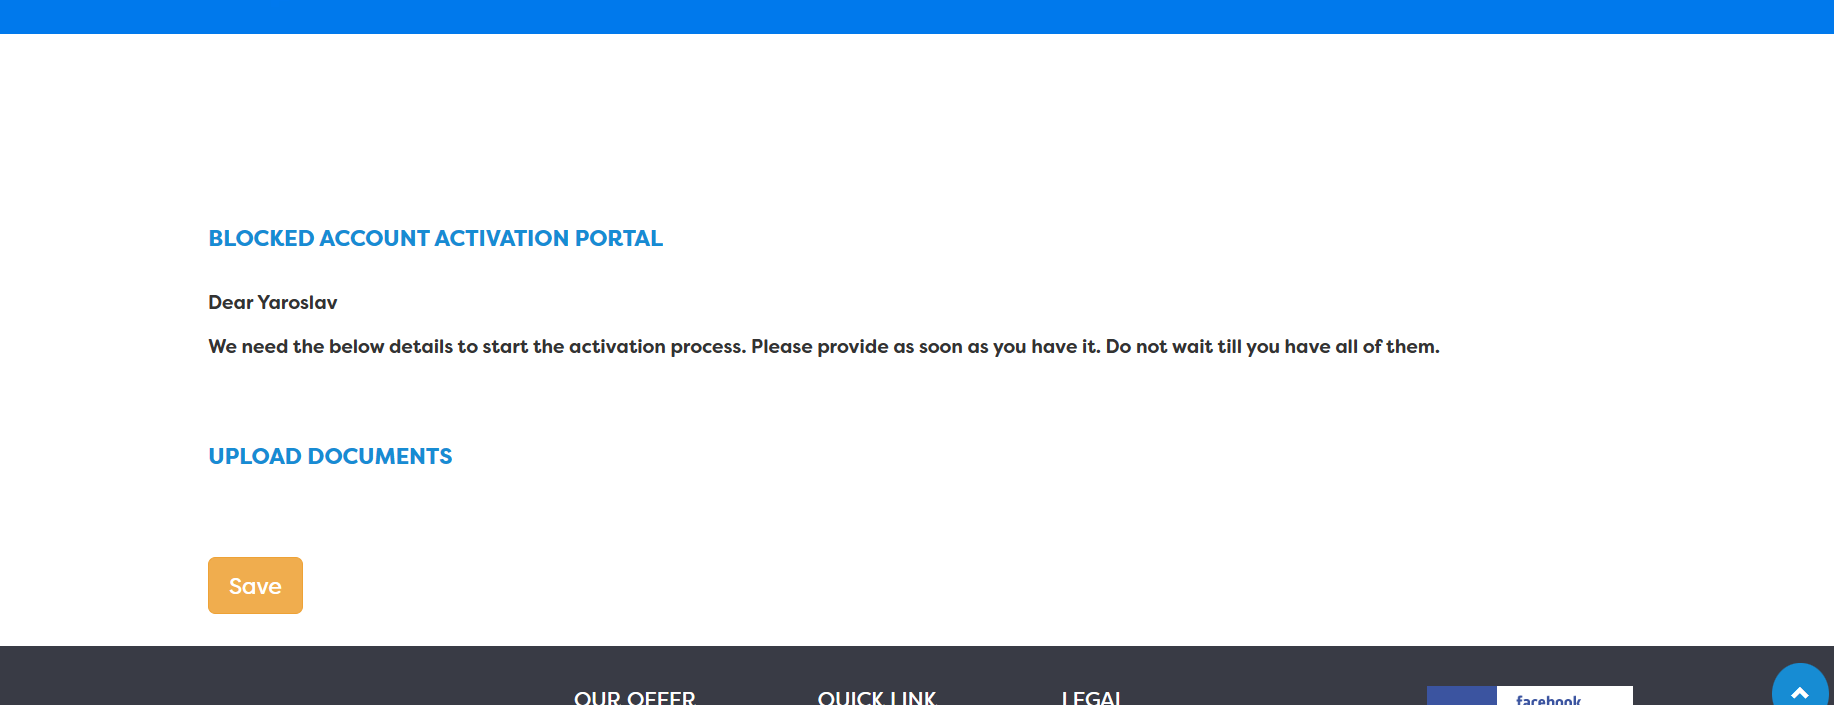 BLOCKED ACCOUNT ACTIVATION PORTAL
Dear Yaroslav
We need the below details to start the activation process. Please provide as soon as you have it. Do not wait till you have all of them.
UPLOAD DOCUMENTS
Save
OUR OFFER
QUICK LINK
LEGAL
facebook